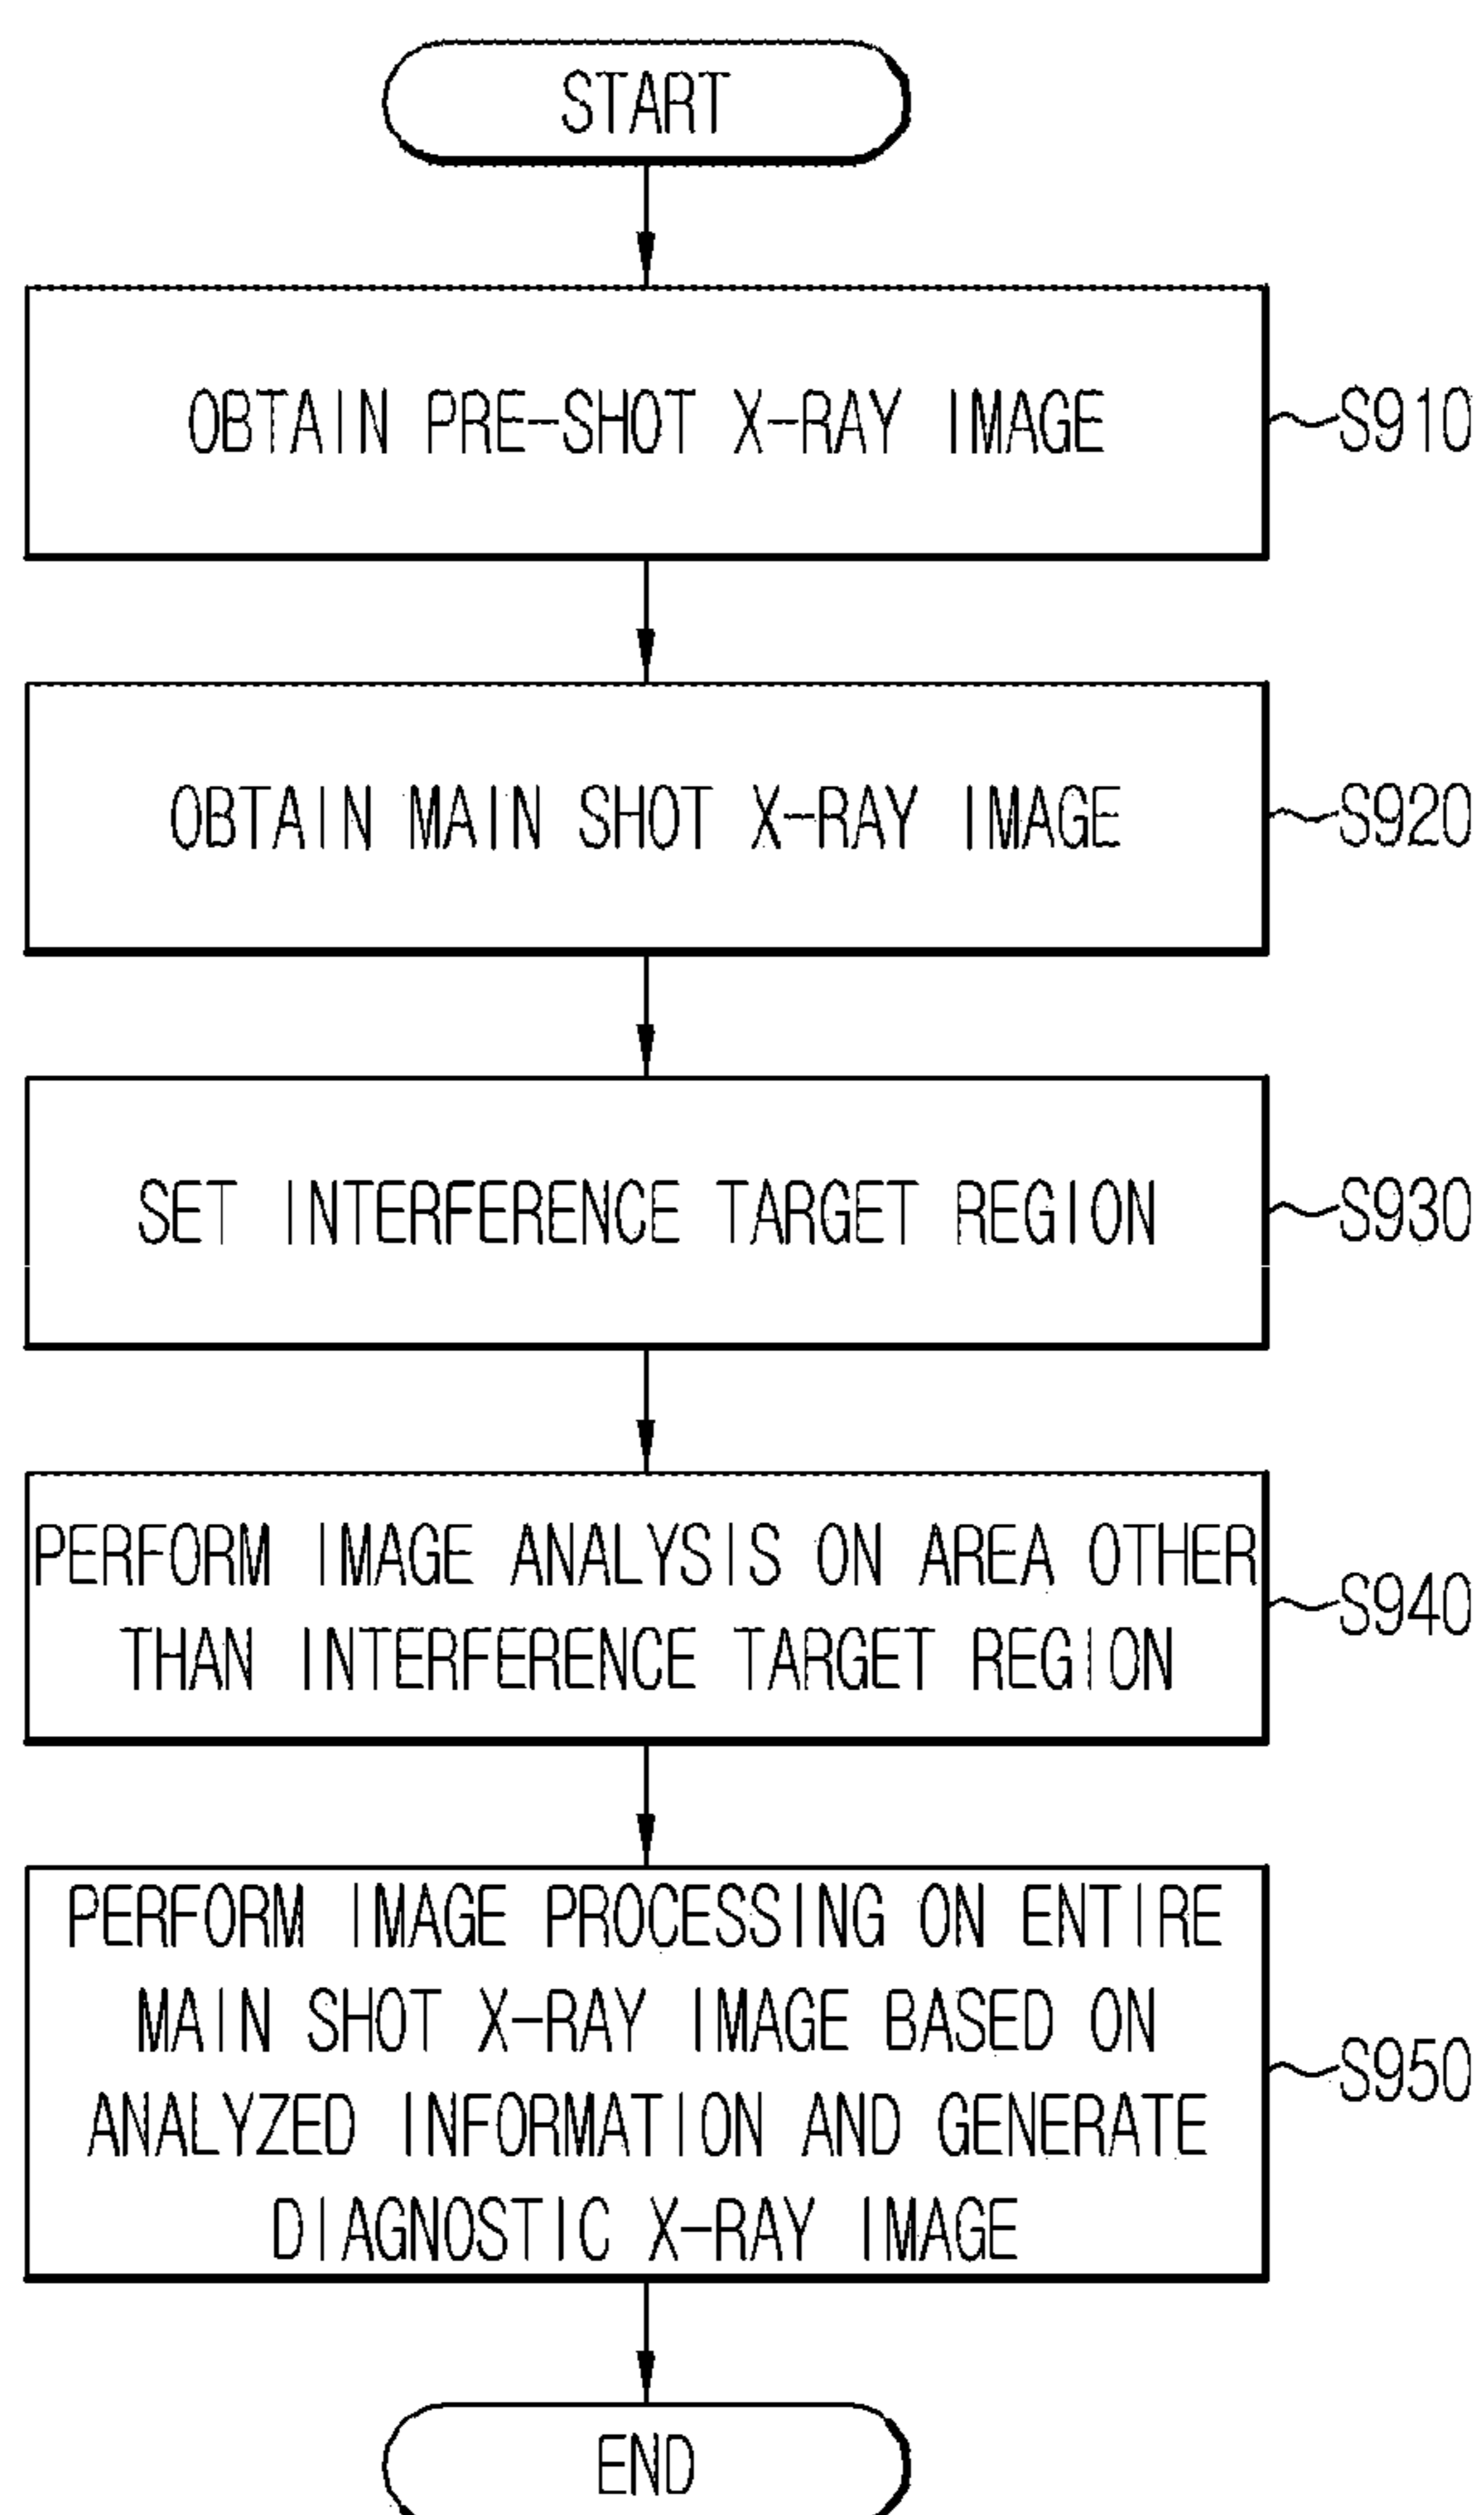 START
OBTAIN PRE-SHOT X-RAY IMAGE
S910
OBTAIN MAIN SHOT X-RAY IMAGE
S920
SET INTERFERENCE TARGET REGION
S930
PERFORM IMAGE ANALYSIS ON AREA OTHER
THAN INTERFERENCE TARGET REGION
S940
PERFORM IMAGE PROCESSING ON ENTIRE
MAIN SHOT X-RAY IMAGE BASED ON
ANALYZED INFORMATION AND GENERATE
DIAGNOSTIC X-RAY IMAGE
S950
END